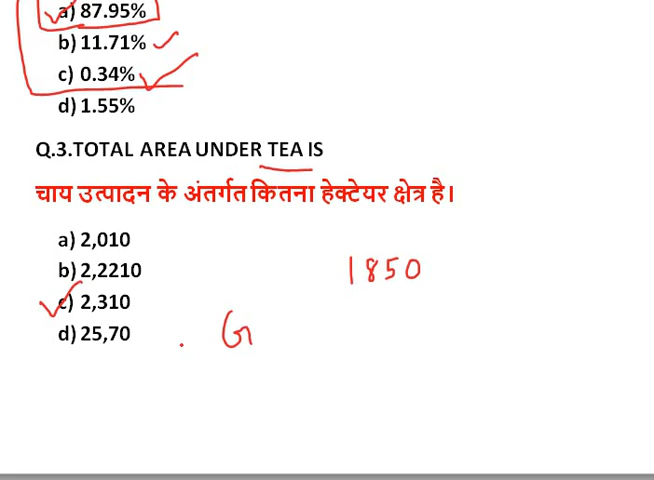 a) 87.95%
b) 11.71%
c) 0.34%
d) 1.55%
Q.3.TOTAL AREA UNDER TEA IS
चाय उत्पादन के अंतर्गत कितना हेक्टेयर क्षेत्र है।
a) 2,010
b) 2,2210
1850
c) 2,310
d) 25,70
G